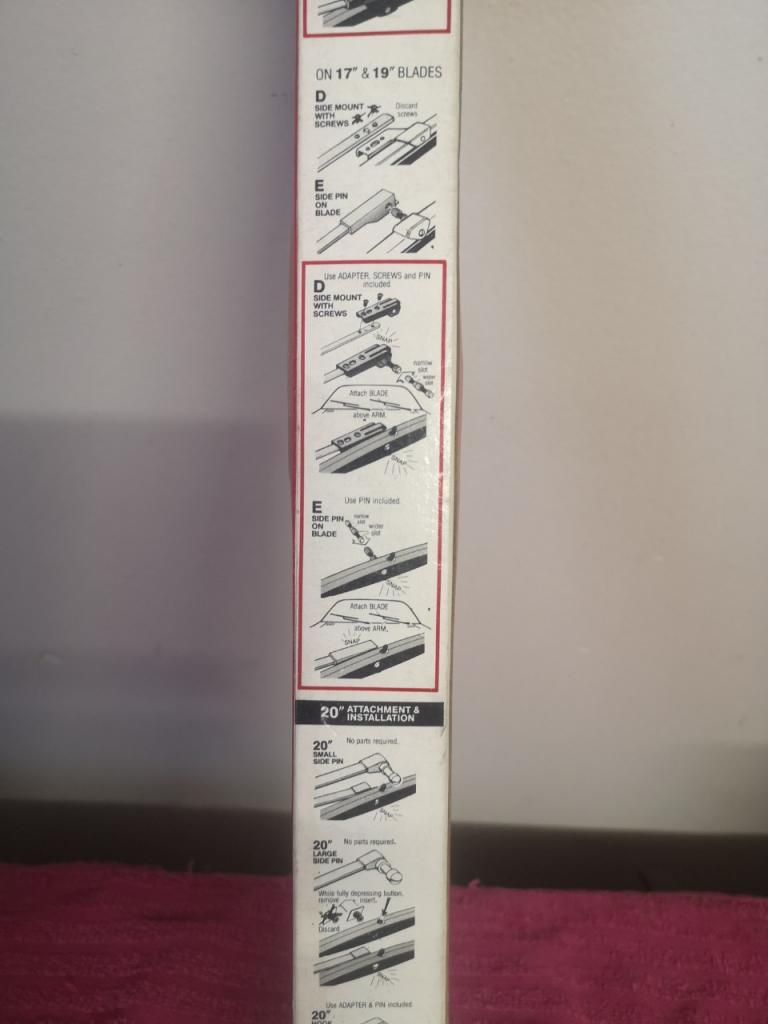 ON 17" & 19" BLADES
D
SIDE MOUNT
WITH
SCREWS
Discard
screws
E
SIDE PIN
ON
BLADE
Use ADAPTER, SCREWS and PIN
included
D
SIDE MOUNT
WITH
SCREWS
SNAP
narrow
slot
wider
slot
Attach BLADE
above ARM.
SNAP
Use PIN included.
E
SIDE PIN
ON
BLADE
narrow
slot
wider
slot
SNAP
Attach BLADE
above ARM.
SNAP
20" ATTACHMENT &
INSTALLATION
20"
SMALL
SIDE PIN
No parts required.
SNAP
20"
LARGE
SIDE PIN
No parts required.
While fully depressing button,
remove insert.
Discard
SNAP
Use ADAPTER & PIN included
20"
HOOK